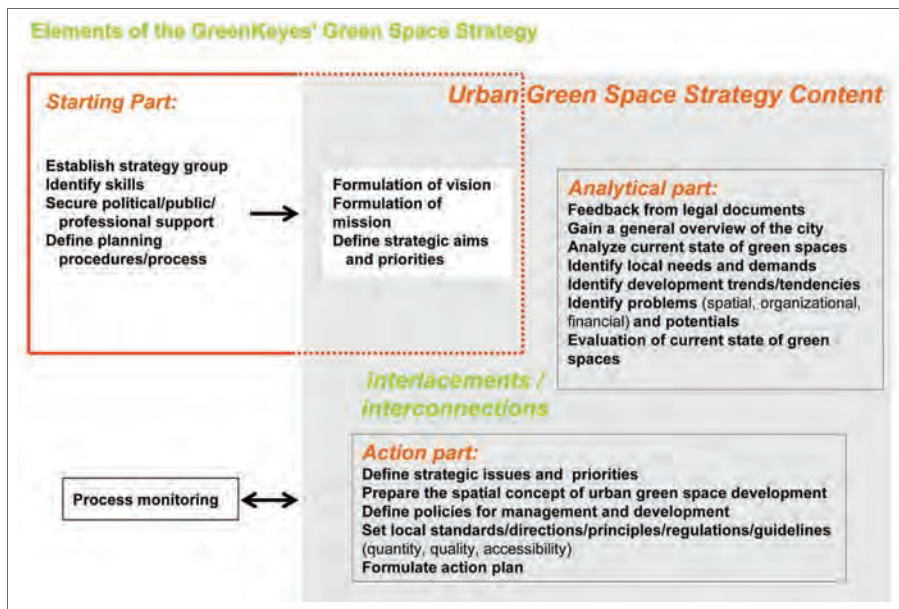 Elements of the GreenKeyes' Green Space Strategy
Starting Part:
Establish strategy group
Identify skills
Secure political/public/
professional support
Define planning
procedures/process
Urban Green Space Strategy Content
Formulation of vision
Formulation of
mission
Define strategic aims
and priorities
Analytical part:
Feedback from legal documents
Gain a general overview of the city
Analyze current state of green spaces
Identify local needs and demands
Identify development trends/tendencies
Identify problems (spatial, organizational,
financial) and potentials
Evaluation of current state of green
spaces
interlacements /
interconnections
Process monitoring
Action part:
Define strategic issues and priorities
Prepare the spatial concept of urban green space development
Define policies for management and development
Set local standards/directions/principles/regulations/guidelines
(quantity, quality, accessibility)
Formulate action plan